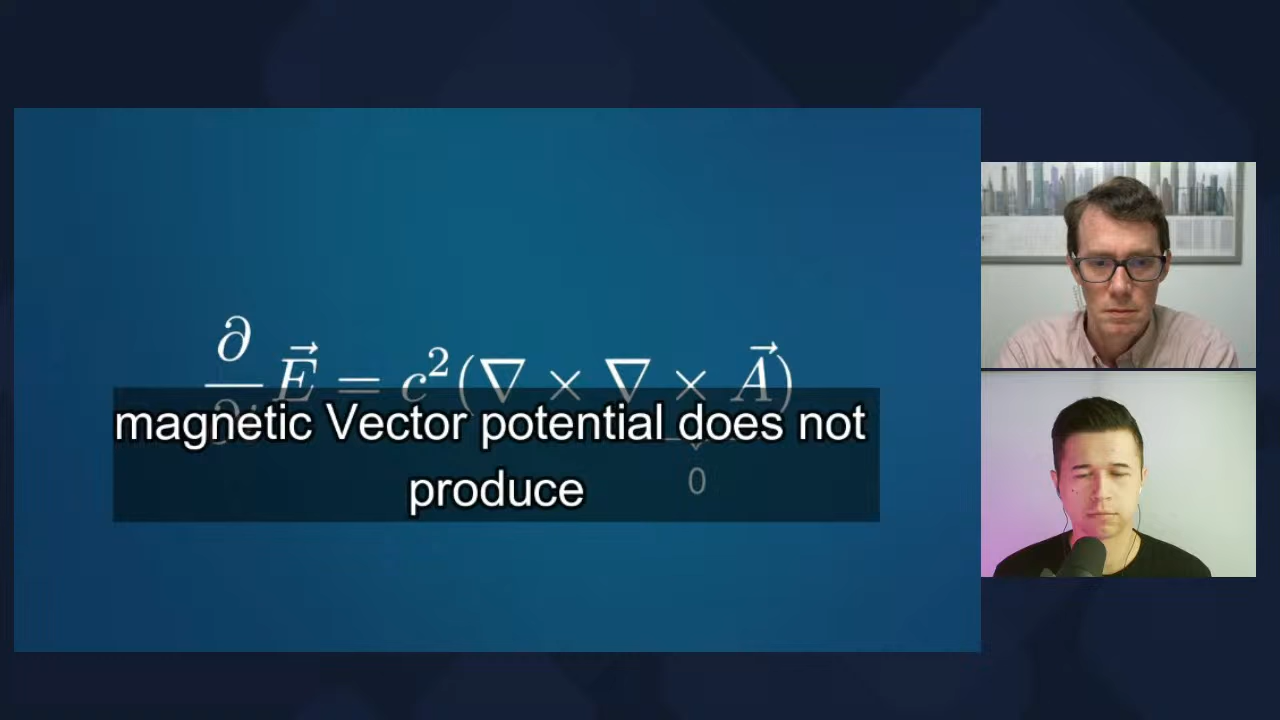 ∂
E⃗ = c²(∇ × ∇ × A⃗)
magnetic Vector potential does not
produce
0